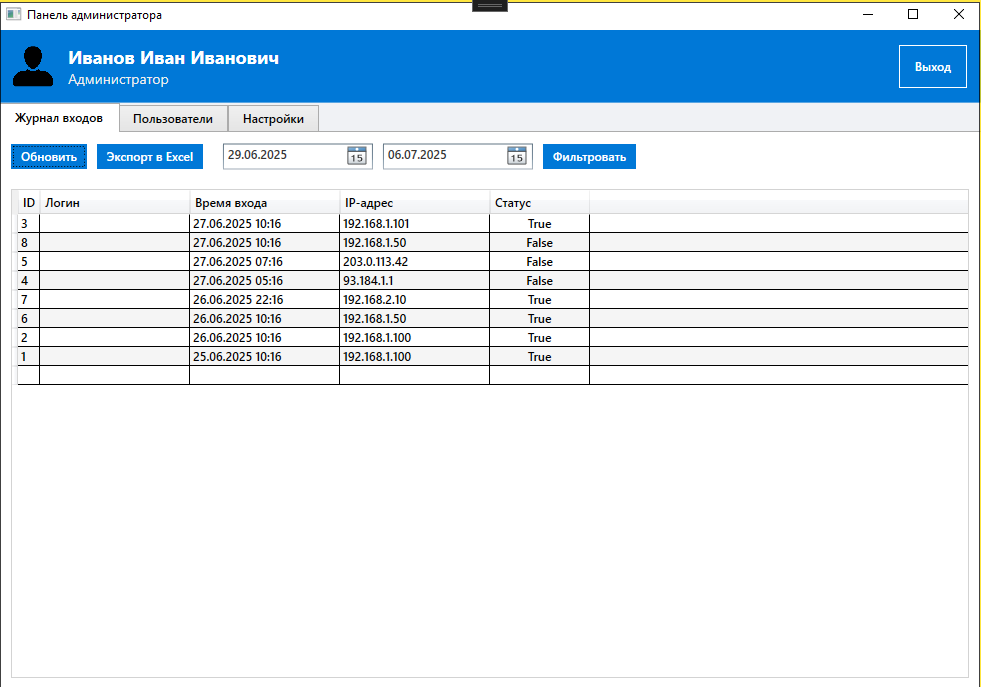 Панель администратора
Иванов Иван Иванович
Администратор
Выход
Журнал входов Пользователи Настройки
Обновить Экспорт в Excel 29.06.2025 15 06.07.2025 15 Фильтровать
ID Логин Время входа IP-адрес Статус
3 27.06.2025 10:16 192.168.1.101 True
8 27.06.2025 10:16 192.168.1.50 False
5 27.06.2025 07:16 203.0.113.42 False
4 27.06.2025 05:16 93.184.1.1 False
7 26.06.2025 22:16 192.168.2.10 True
6 26.06.2025 10:16 192.168.1.50 True
2 26.06.2025 10:16 192.168.1.100 True
1 25.06.2025 10:16 192.168.1.100 True